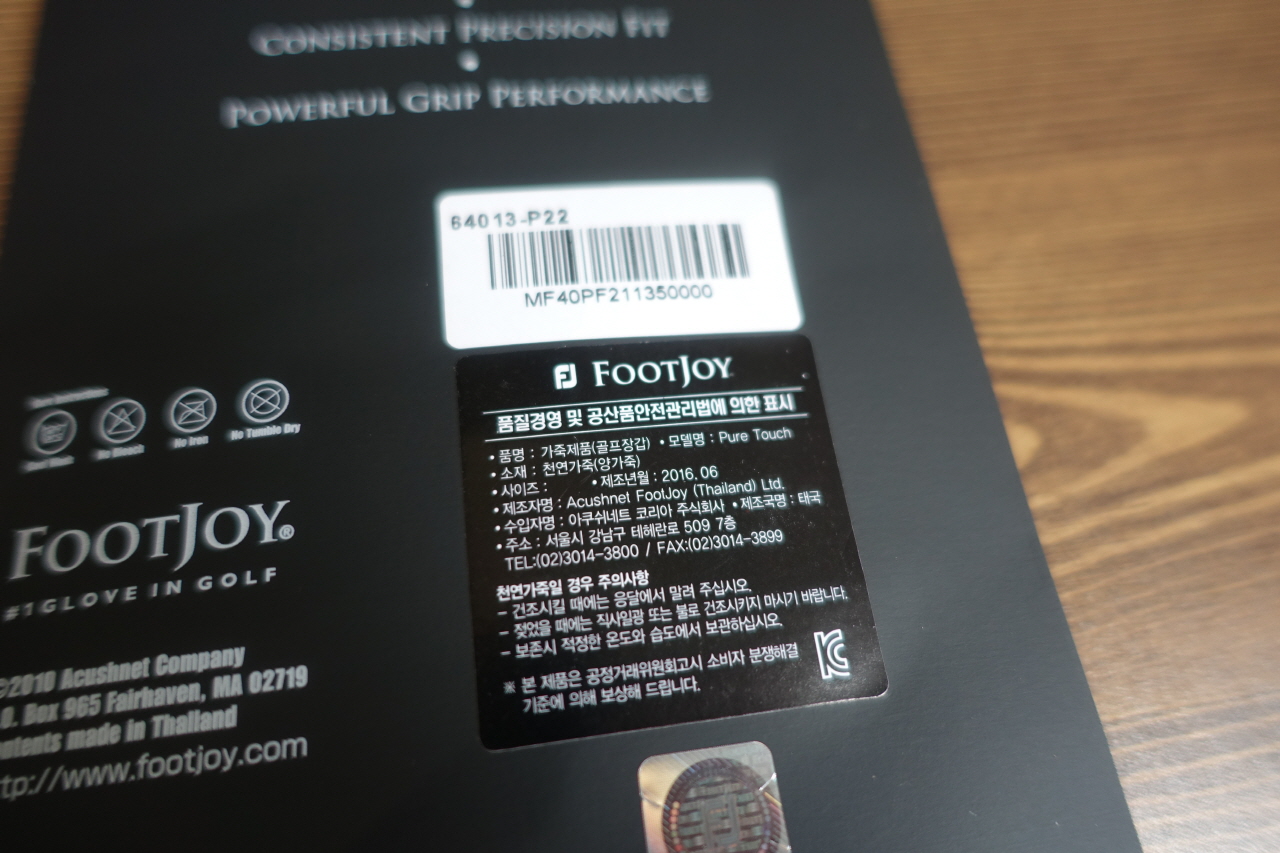 CONSISTENT PRECISION FIT
POWERFUL GRIP PERFORMANCE
64013-P22
MF40PF211350000
FOOTJOY
품질경영 및 공산품안전관리법에 의한 표시
• 품명 : 가죽제품(골프장갑) • 모델명 : Pure Touch
• 소재 : 천연가죽(양가죽)
• 사이즈 : • 제조년월 : 2016. 06
• 제조자명 : Acushnet FootJoy (Thailand) Ltd.
• 수입자명 : 아쿠쉬네트 코리아 주식회사 • 제조국명 : 태국
• 주소 : 서울시 강남구 테헤란로 509 7층
TEL:(02)3014-3800 / FAX:(02)3014-3899
천연가죽일 경우 주의사항
- 건조시킬 때에는 응달에서 말려 주십시오.
- 젖었을 때에는 직사일광 또는 불로 건조시키지 마시기 바랍니다.
- 보존시 적정한 온도와 습도에서 보관하십시오.
※ 본 제품은 공정거래위원회고시 소비자 분쟁해결
기준에 의해 보상해 드립니다.
No Bleach
No Iron
No Tumble Dry
FOOTJOY®
#1 GLOVE IN GOLF
©2010 Acushnet Company
O. Box 965 Fairhaven, MA 02719
ontents made in Thailand
ttp://www.footjoy.com
FootJoy